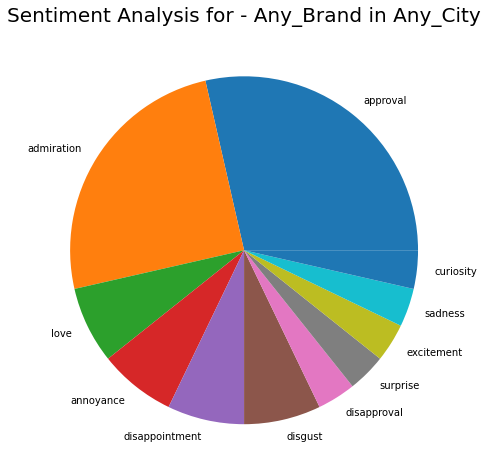 Sentiment Analysis for - Any_Brand in Any_City
approval
admiration
love
annoyance
disappointment
disgust
disapproval
surprise
excitement
sadness
curiosity